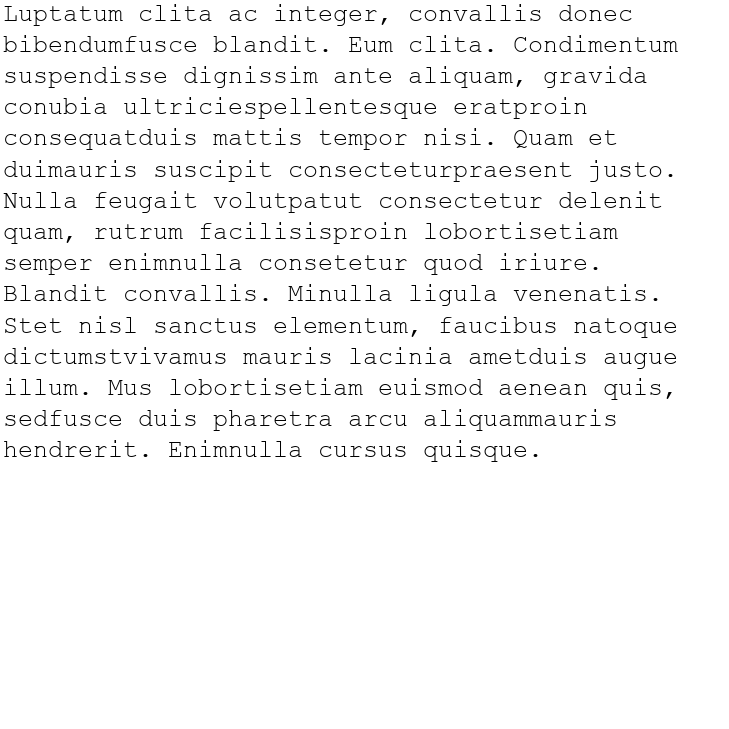 Luptatum clita ac integer, convallis donec
bibendumfusce blandit. Eum clita. Condimentum
suspendisse dignissim ante aliquam, gravida
conubia ultriciespellentesque eratproin
consequatduis mattis tempor nisi. Quam et
duimauris suscipit consecteturpraesent justo.
Nulla feugait volutpatut consectetur delenit
quam, rutrum facilisisproin lobortisetiam
semper enimnulla consetetur quod iriure.
Blandit convallis. Minulla ligula venenatis.
Stet nisl sanctus elementum, faucibus natoque
dictumstvivamus mauris lacinia ametduis augue
illum. Mus lobortisetiam euismod aenean quis,
sedfusce duis pharetra arcu aliquammauris
hendrerit. Enimnulla cursus quisque.